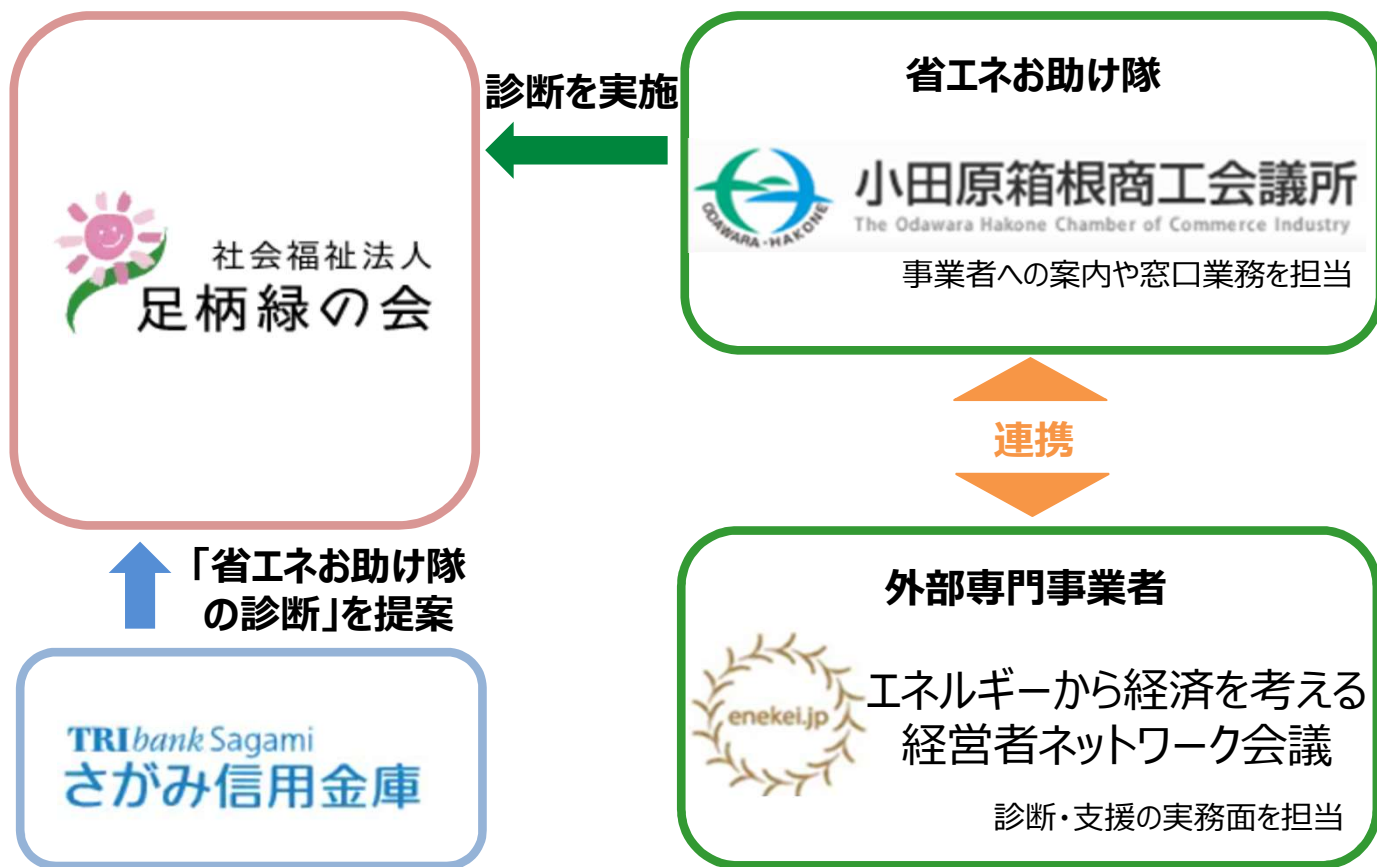 社会福祉法人
足柄緑の会
診断を実施
省エネお助け隊
ODAWARA・HAKONE
小田原箱根商工会議所
The Odawara Hakone Chamber of Commerce Industry
事業者への案内や窓口業務を担当
連携
「省エネお助け隊
の診断」を提案
TRIbank Sagami
さがみ信用金庫
外部専門事業者
enekei.jp
エネルギーから経済を考える
経営者ネットワーク会議
診断・支援の実務面を担当